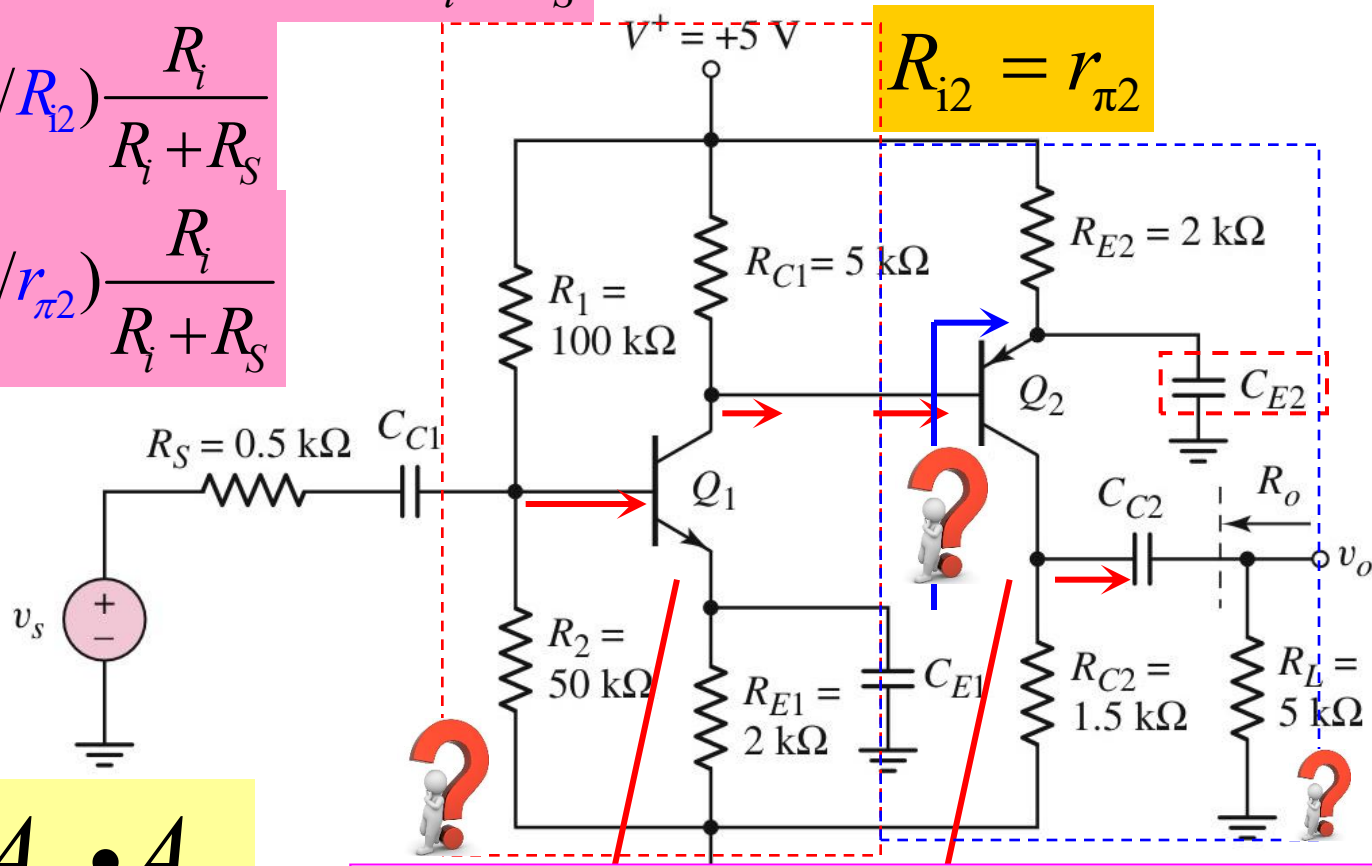 V⁺ = +5 V
R_i2 = r_π2
/R_i2) R_i / (R_i + R_S)
/r_π2) R_i / (R_i + R_S)
R_E2 = 2 kΩ
R_C1= 5 kΩ
R_1 =
100 kΩ
Q_2
C_E2
R_S = 0.5 kΩ
C_C1
Q_1
C_C2
R_o
v_o
+
−
v_s
R_2 =
50 kΩ
R_E1 =
2 kΩ
C_E1
R_C2 =
1.5 kΩ
R_L =
5 kΩ
?
?
?